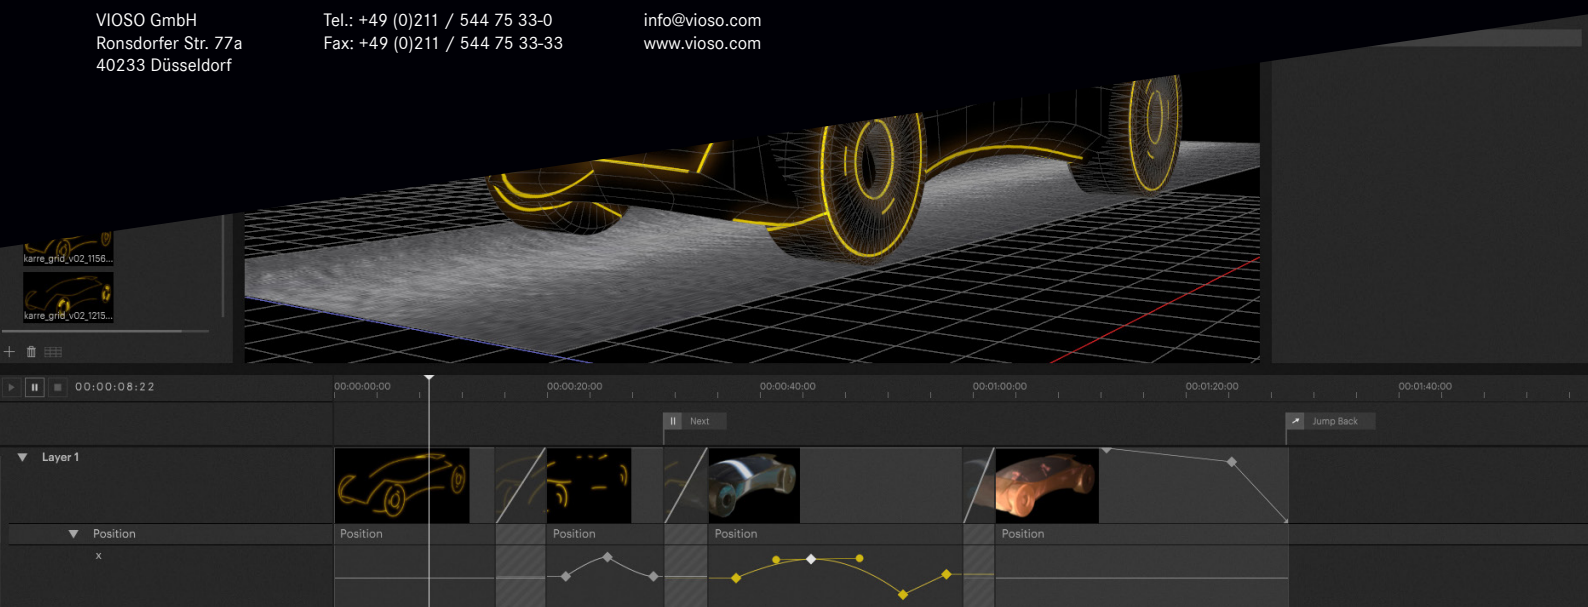 VIOSO GmbH
Ronsdorfer Str. 77a
40233 Düsseldorf
Tel.: +49 (0)211 / 544 75 33-0
Fax: +49 (0)211 / 544 75 33-33
info@vioso.com
www.vioso.com
karre_grid_v02_1156...
karre_grid_v02_1215...
00:00:08:22
00:00:00:00
00:00:20:00
00:00:40:00
00:01:00:00
00:01:20:00
00:01:40:00
Next
Jump Back
Layer 1
Position
Position
Position
Position
Position
x